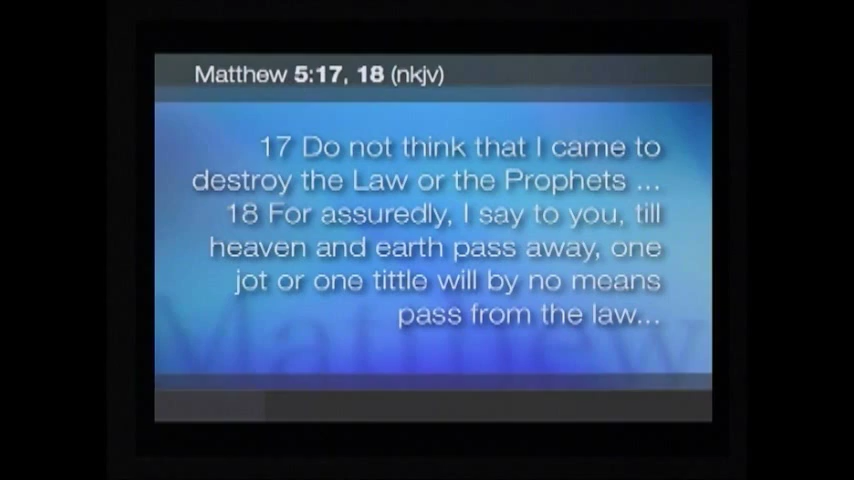 Matthew 5:17, 18 (nkjv)
17 Do not think that I came to
destroy the Law or the Prophets ...
18 For assuredly, I say to you, till
heaven and earth pass away, one
jot or one tittle will by no means
pass from the law...
Matthew